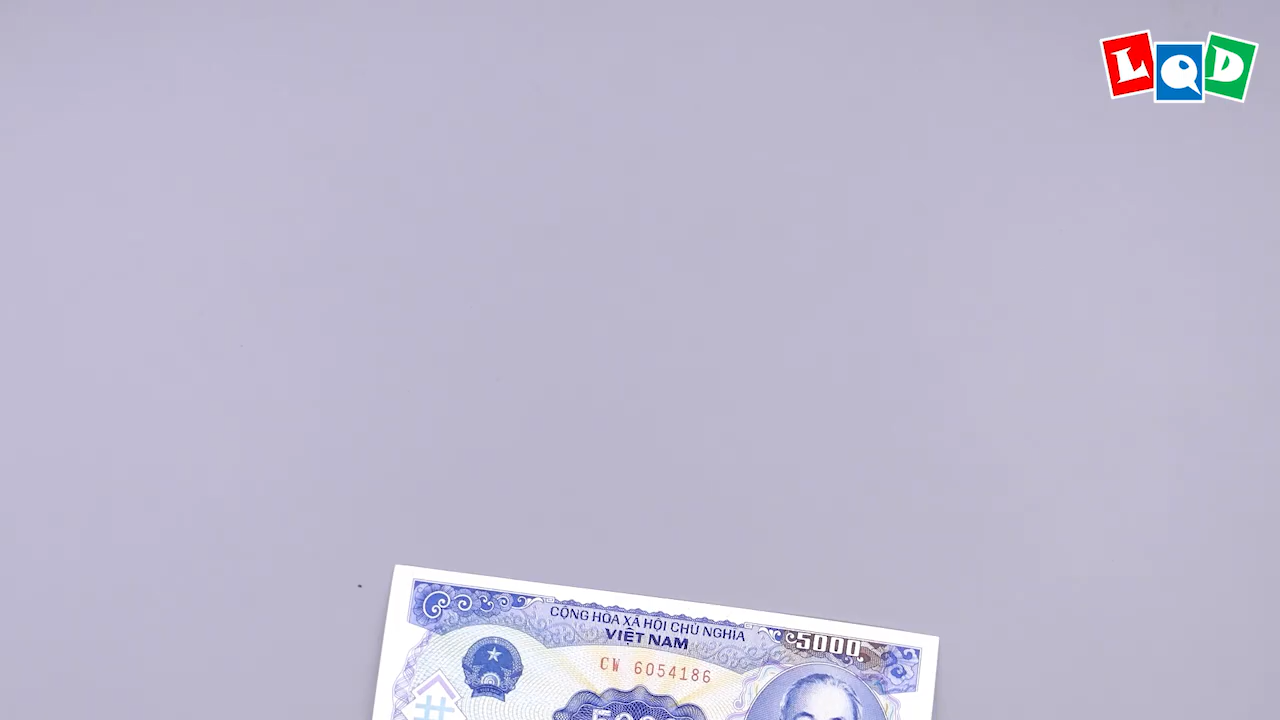 LQD
CỘNG HÒA XÃ HỘI CHỦ NGHĨA
VIỆT NAM
5000
CW 6054186